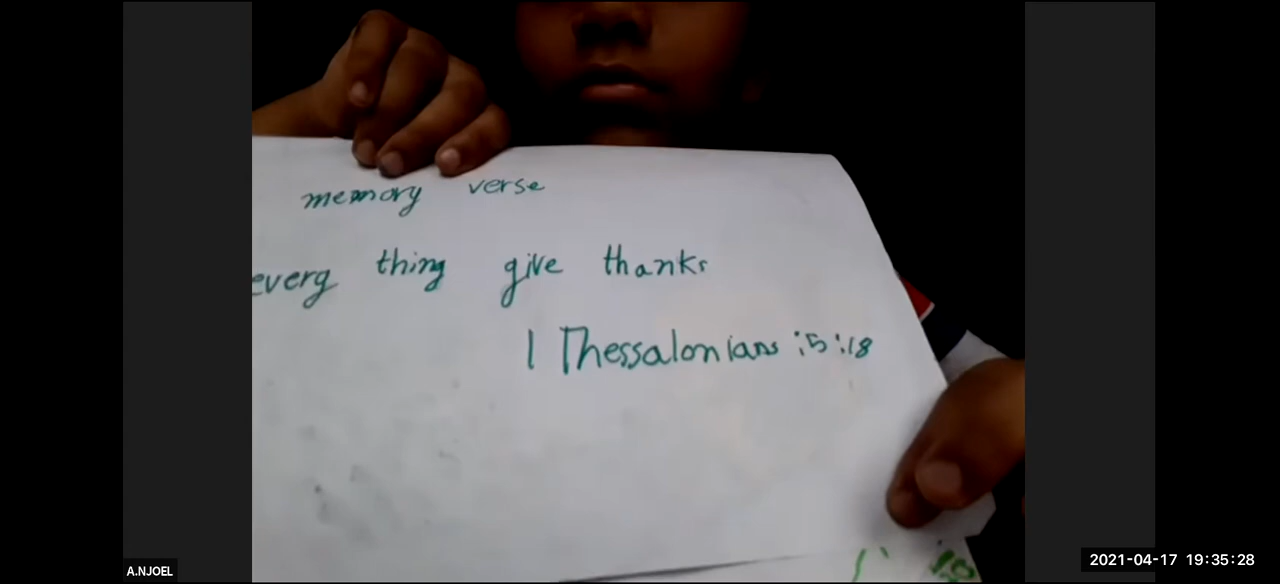 memory verse
everg thing give thanks
1 Thessalonians :5:18
A.NJOEL
2021-04-17 19:35:28